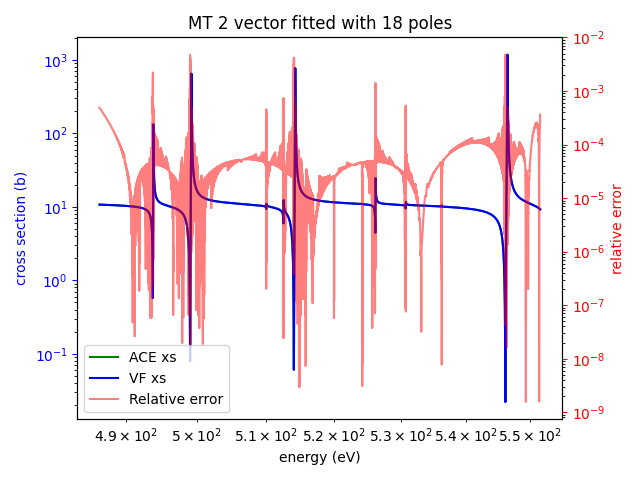 MT 2 vector fitted with 18 poles
10³
10²
10¹
10⁰
10⁻¹
cross section (b)
10⁻²
10⁻³
10⁻⁴
10⁻⁵
10⁻⁶
10⁻⁷
10⁻⁸
10⁻⁹
relative error
ACE xs
VF xs
Relative error
4.9 × 10² 5 × 10² 5.1 × 10² 5.2 × 10² 5.3 × 10² 5.4 × 10² 5.5 × 10²
energy (eV)